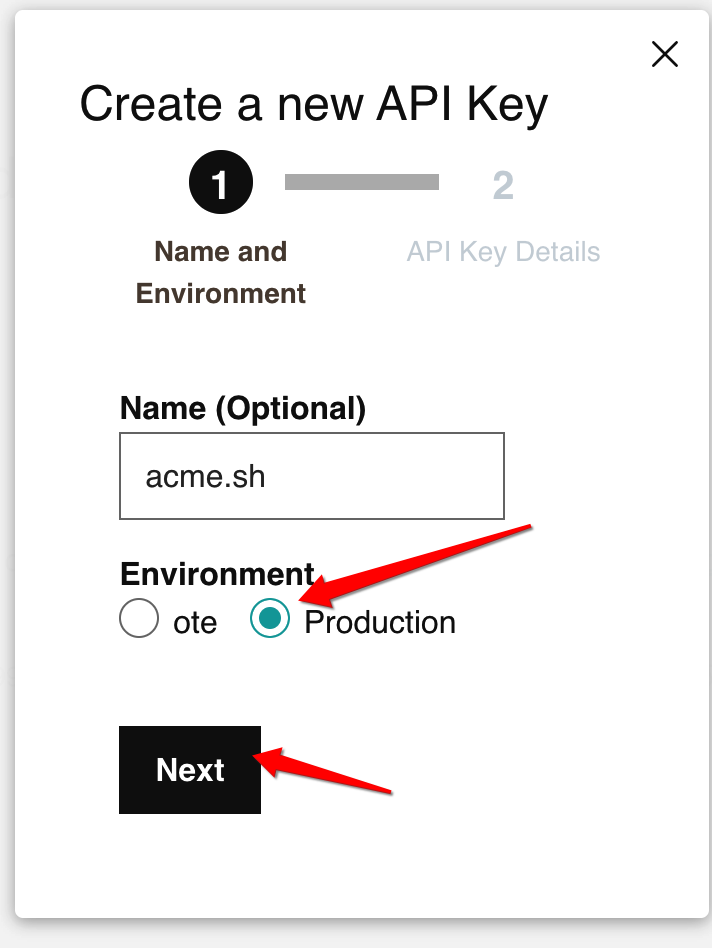 Create a new API Key
1
2
Name and
Environment
API Key Details
Name (Optional)
acme.sh
Environment
ote
Production
Next